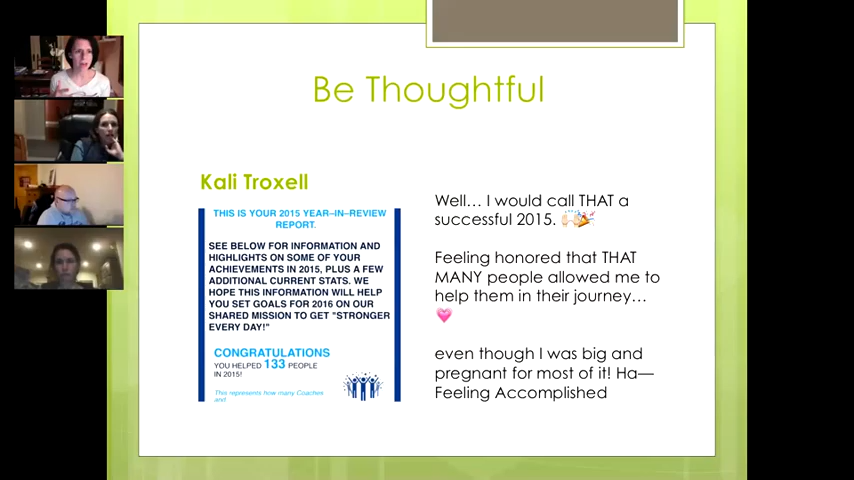 Be Thoughtful
Kali Troxell
THIS IS YOUR 2015 YEAR–IN–REVIEW
REPORT.
SEE BELOW FOR INFORMATION AND
HIGHLIGHTS ON SOME OF YOUR
ACHIEVEMENTS IN 2015, PLUS A FEW
ADDITIONAL CURRENT STATS. WE
HOPE THIS INFORMATION WILL HELP
YOU SET GOALS FOR 2016 ON OUR
SHARED MISSION TO GET "STRONGER
EVERY DAY!"
CONGRATULATIONS
YOU HELPED 133 PEOPLE
IN 2015!
This represents how many Coaches
and
Well… I would call THAT a
successful 2015. 🙌🏻🎉
Feeling honored that THAT
MANY people allowed me to
help them in their journey…
💗
even though I was big and
pregnant for most of it! Ha—
Feeling Accomplished